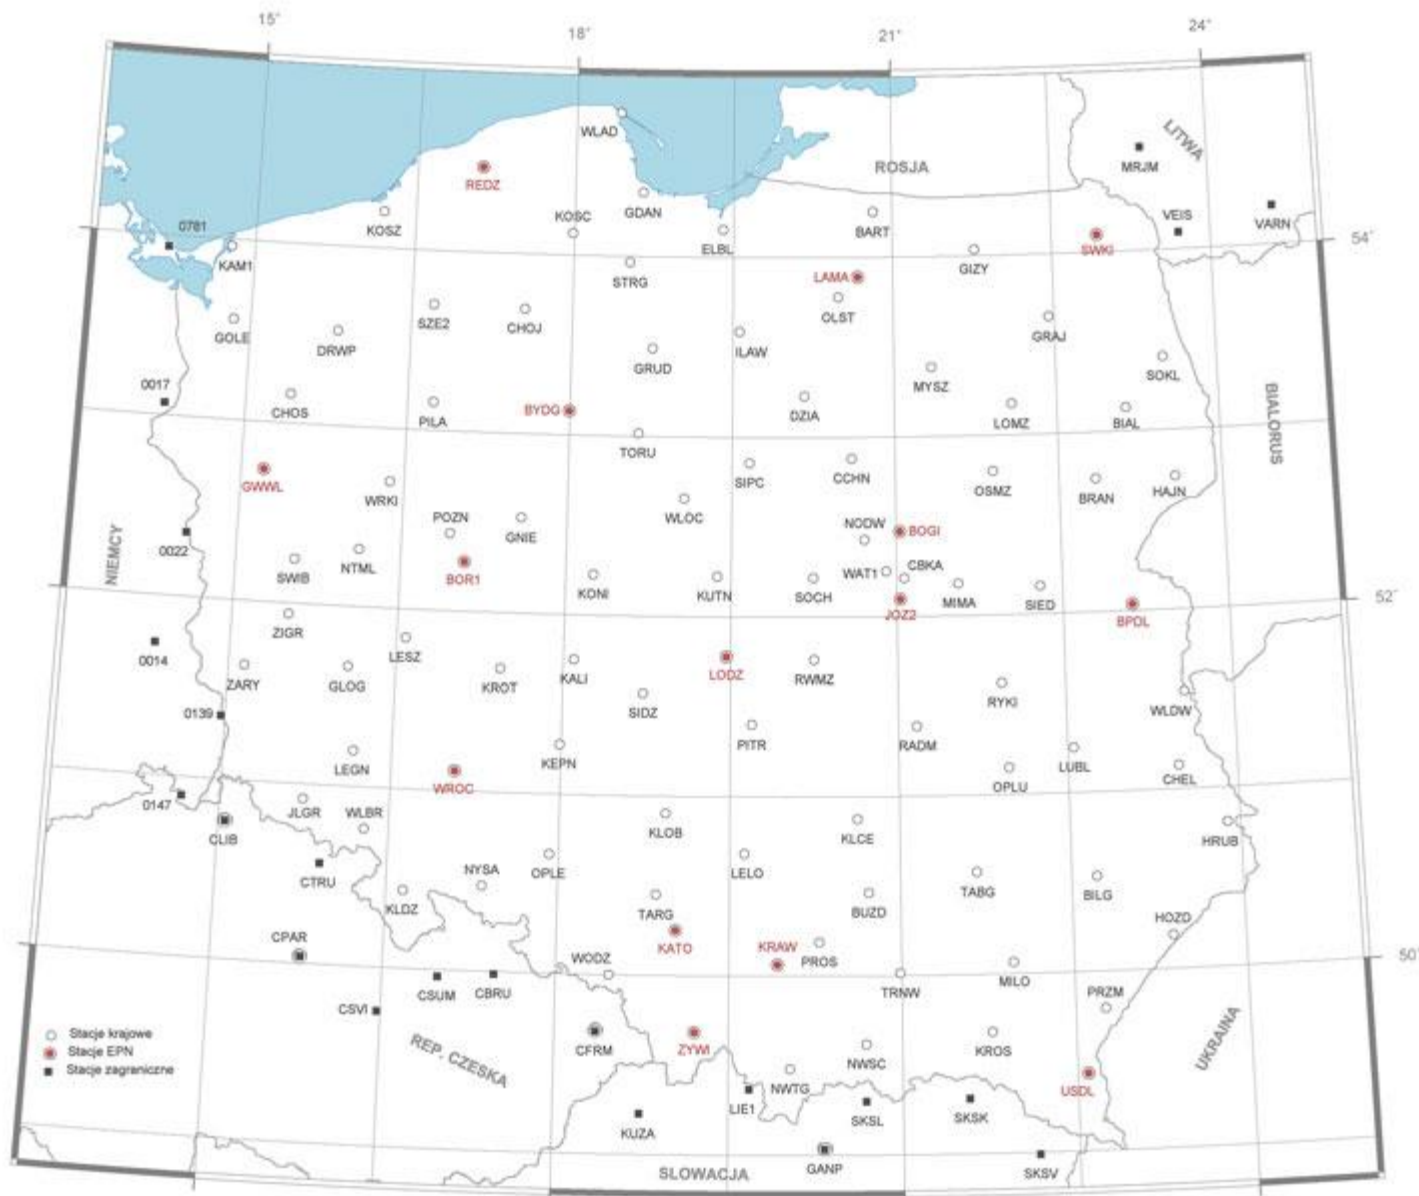 15°
18°
21°
24°
WLAD
ROSJA
LITWA
MRJM
REDZ
KOSZ
KOSC
GDAN
ELBL
BART
VEIS
VARN
SWKI
54°
0781
KAM1
STRG
LAMA
GIZY
GOLE
DRWP
SZE2
CHOJ
OLST
ILAW
GRAJ
GRUD
MYSZ
SOKL
0017
CHOS
PILA
BYDG
DZIA
LOMZ
BIAL
BIALORUS
TORU
GWWL
WRKI
SIPC
CCHN
OSMZ
BRAN
HAJN
WLOC
POZN
GNIE
NODW
BOGI
NIEMCY
0022
SWIB
NTML
BOR1
KONI
KUTN
SOCH
WAT1
CBKA
MIMA
SIED
52°
JOZ2
BPDL
ZIGR
LESZ
0014
ZARY
GLOG
KROT
KALI
LODZ
RWMZ
SIDZ
RYKI
WLDW
0139
PITR
RADM
LEGN
KEPN
LUBL
CHEL
WROC
OPLU
0147
JLGR
WLBR
CLIB
KLOB
KLCE
HRUB
CTRU
NYSA
OPLE
LELO
TABG
BILG
KLDZ
TARG
BUZD
HOZD
CPAR
KATO
KRAW
PROS
WODZ
50°
CSUM
CBRU
TRNW
MILO
PRZM
CSVI
Stacje krajowe
Stacje EPN
Stacje zagraniczne
REP. CZESKA
CFRM
ZYWI
NWSC
KROS
UKRAINA
NWTG
USDL
LIE1
KUZA
SKSL
SKSK
GANP
SLOWACJA
SKSV